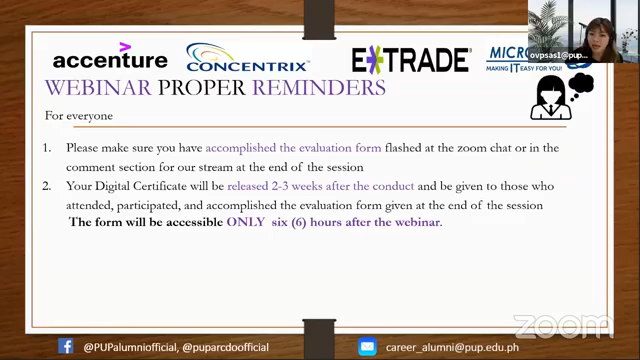 accenture
CONCENTRIX
E*TRADE
MICRO
MAKING IT EASY FOR YOU!
ovpsas1@pup...
WEBINAR PROPER REMINDERS
For everyone
1. Please make sure you have accomplished the evaluation form flashed at the zoom chat or in the
comment section for our stream at the end of the session
2. Your Digital Certificate will be released 2-3 weeks after the conduct and be given to those who
attended, participated, and accomplished the evaluation form given at the end of the session
The form will be accessible ONLY six (6) hours after the webinar.
zoom
@PUPalumniofficial, @puparcdoofficial
career_alumni@pup.edu.ph